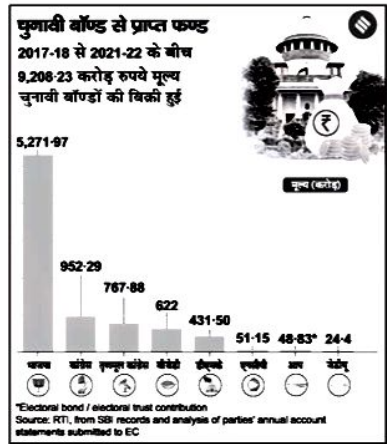 चुनावी बॉण्ड से प्राप्त फण्ड
2017-18 से 2021-22 के बीच
9,208·23 करोड़ रुपये मूल्य
चुनावी बॉण्डों की बिक्री हुई
₹
मूल्य (करोड़)
5,271·97
952·29
767·88
622
431·50
51·15
48·83*
24·4
भाजपा कांग्रेस तृणमूल कांग्रेस बीजेडी डीएमके एनसीपी आप जेडीयू
*Electoral bond / electoral trust contribution
Source: RTI, from SBI records and analysis of parties' annual account
statements submitted to EC